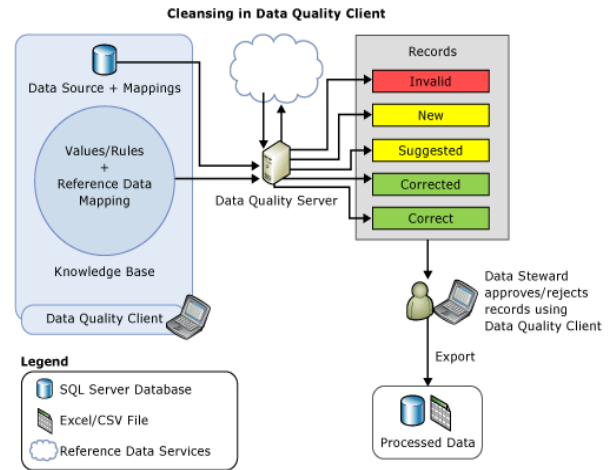 Cleansing in Data Quality Client
Data Source + Mappings
Values/Rules
+
Reference Data
Mapping
Knowledge Base
Data Quality Client
Data Quality Server
Records
Invalid
New
Suggested
Corrected
Correct
Data Steward
approves/rejects
records using
Data Quality Client
Export
Processed Data
Legend
SQL Server Database
Excel/CSV File
Reference Data Services